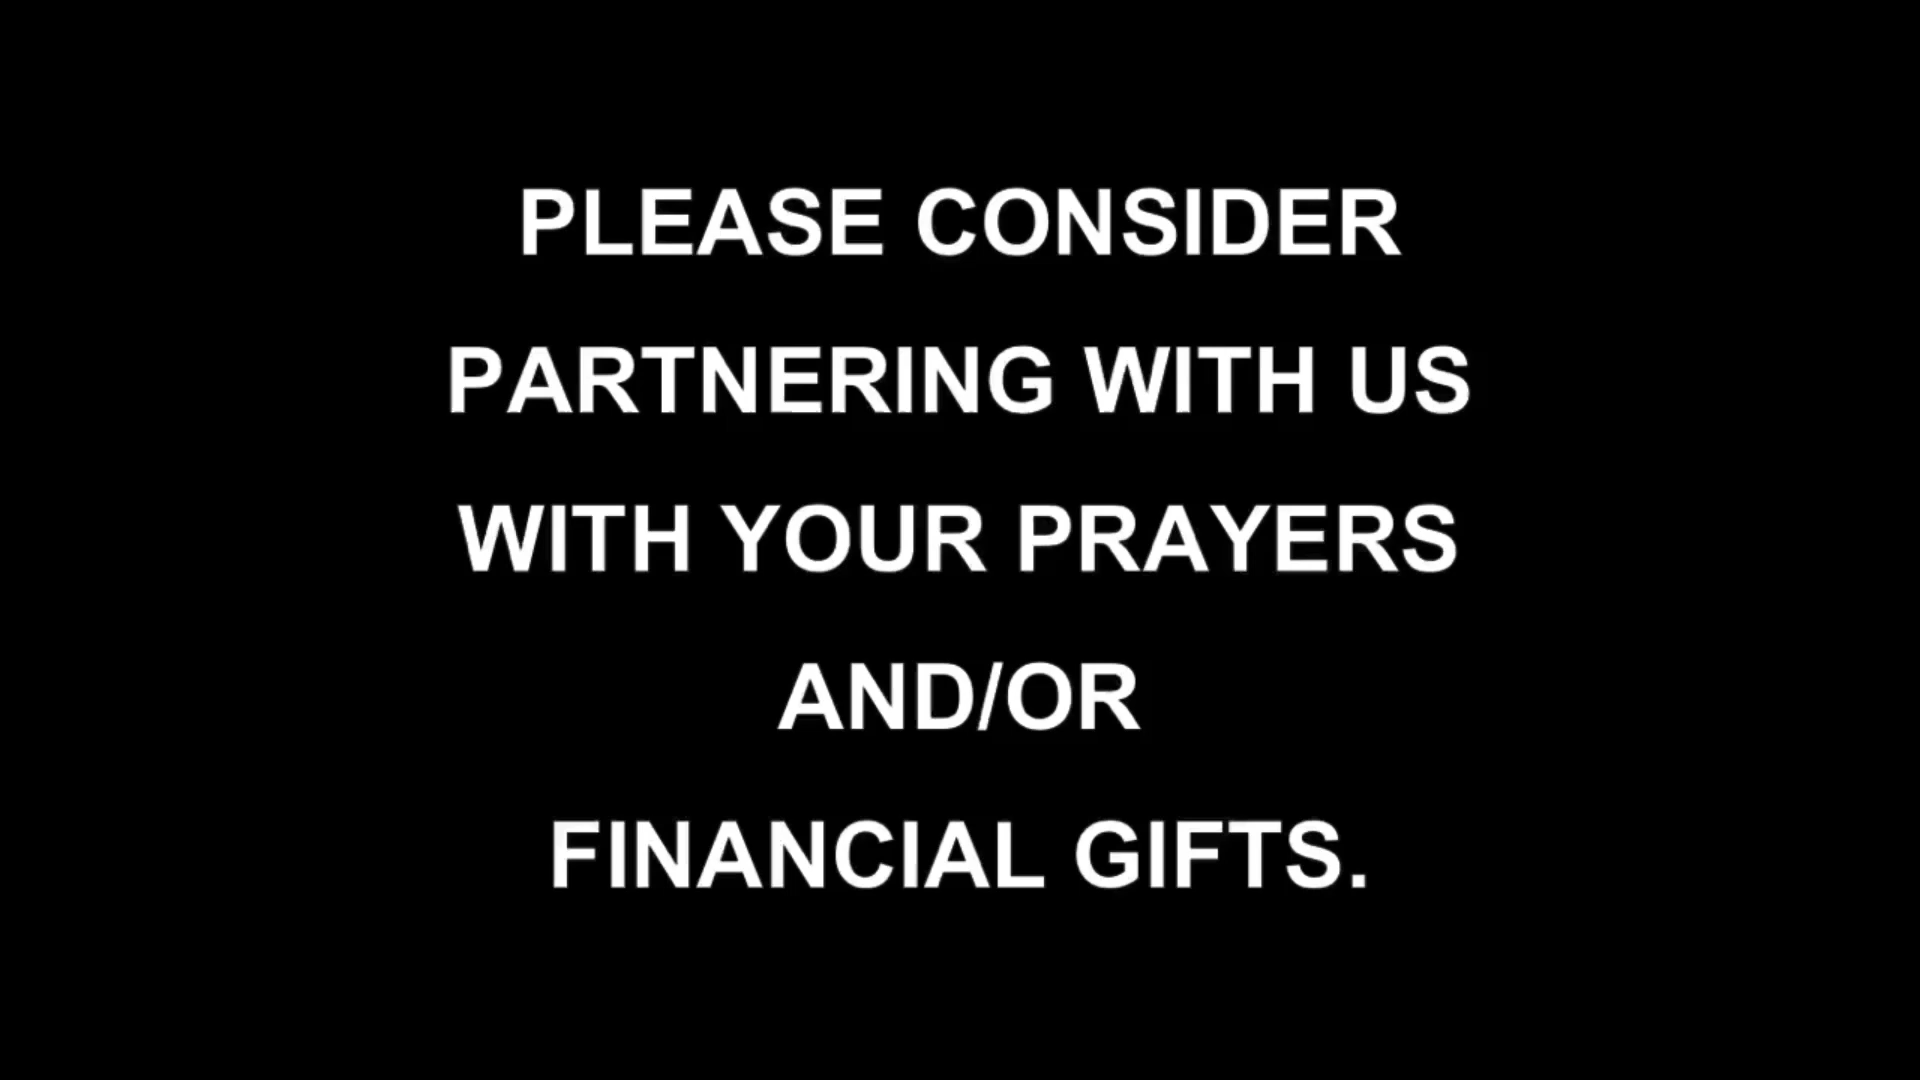 PLEASE CONSIDER
PARTNERING WITH US
WITH YOUR PRAYERS
AND/OR
FINANCIAL GIFTS.